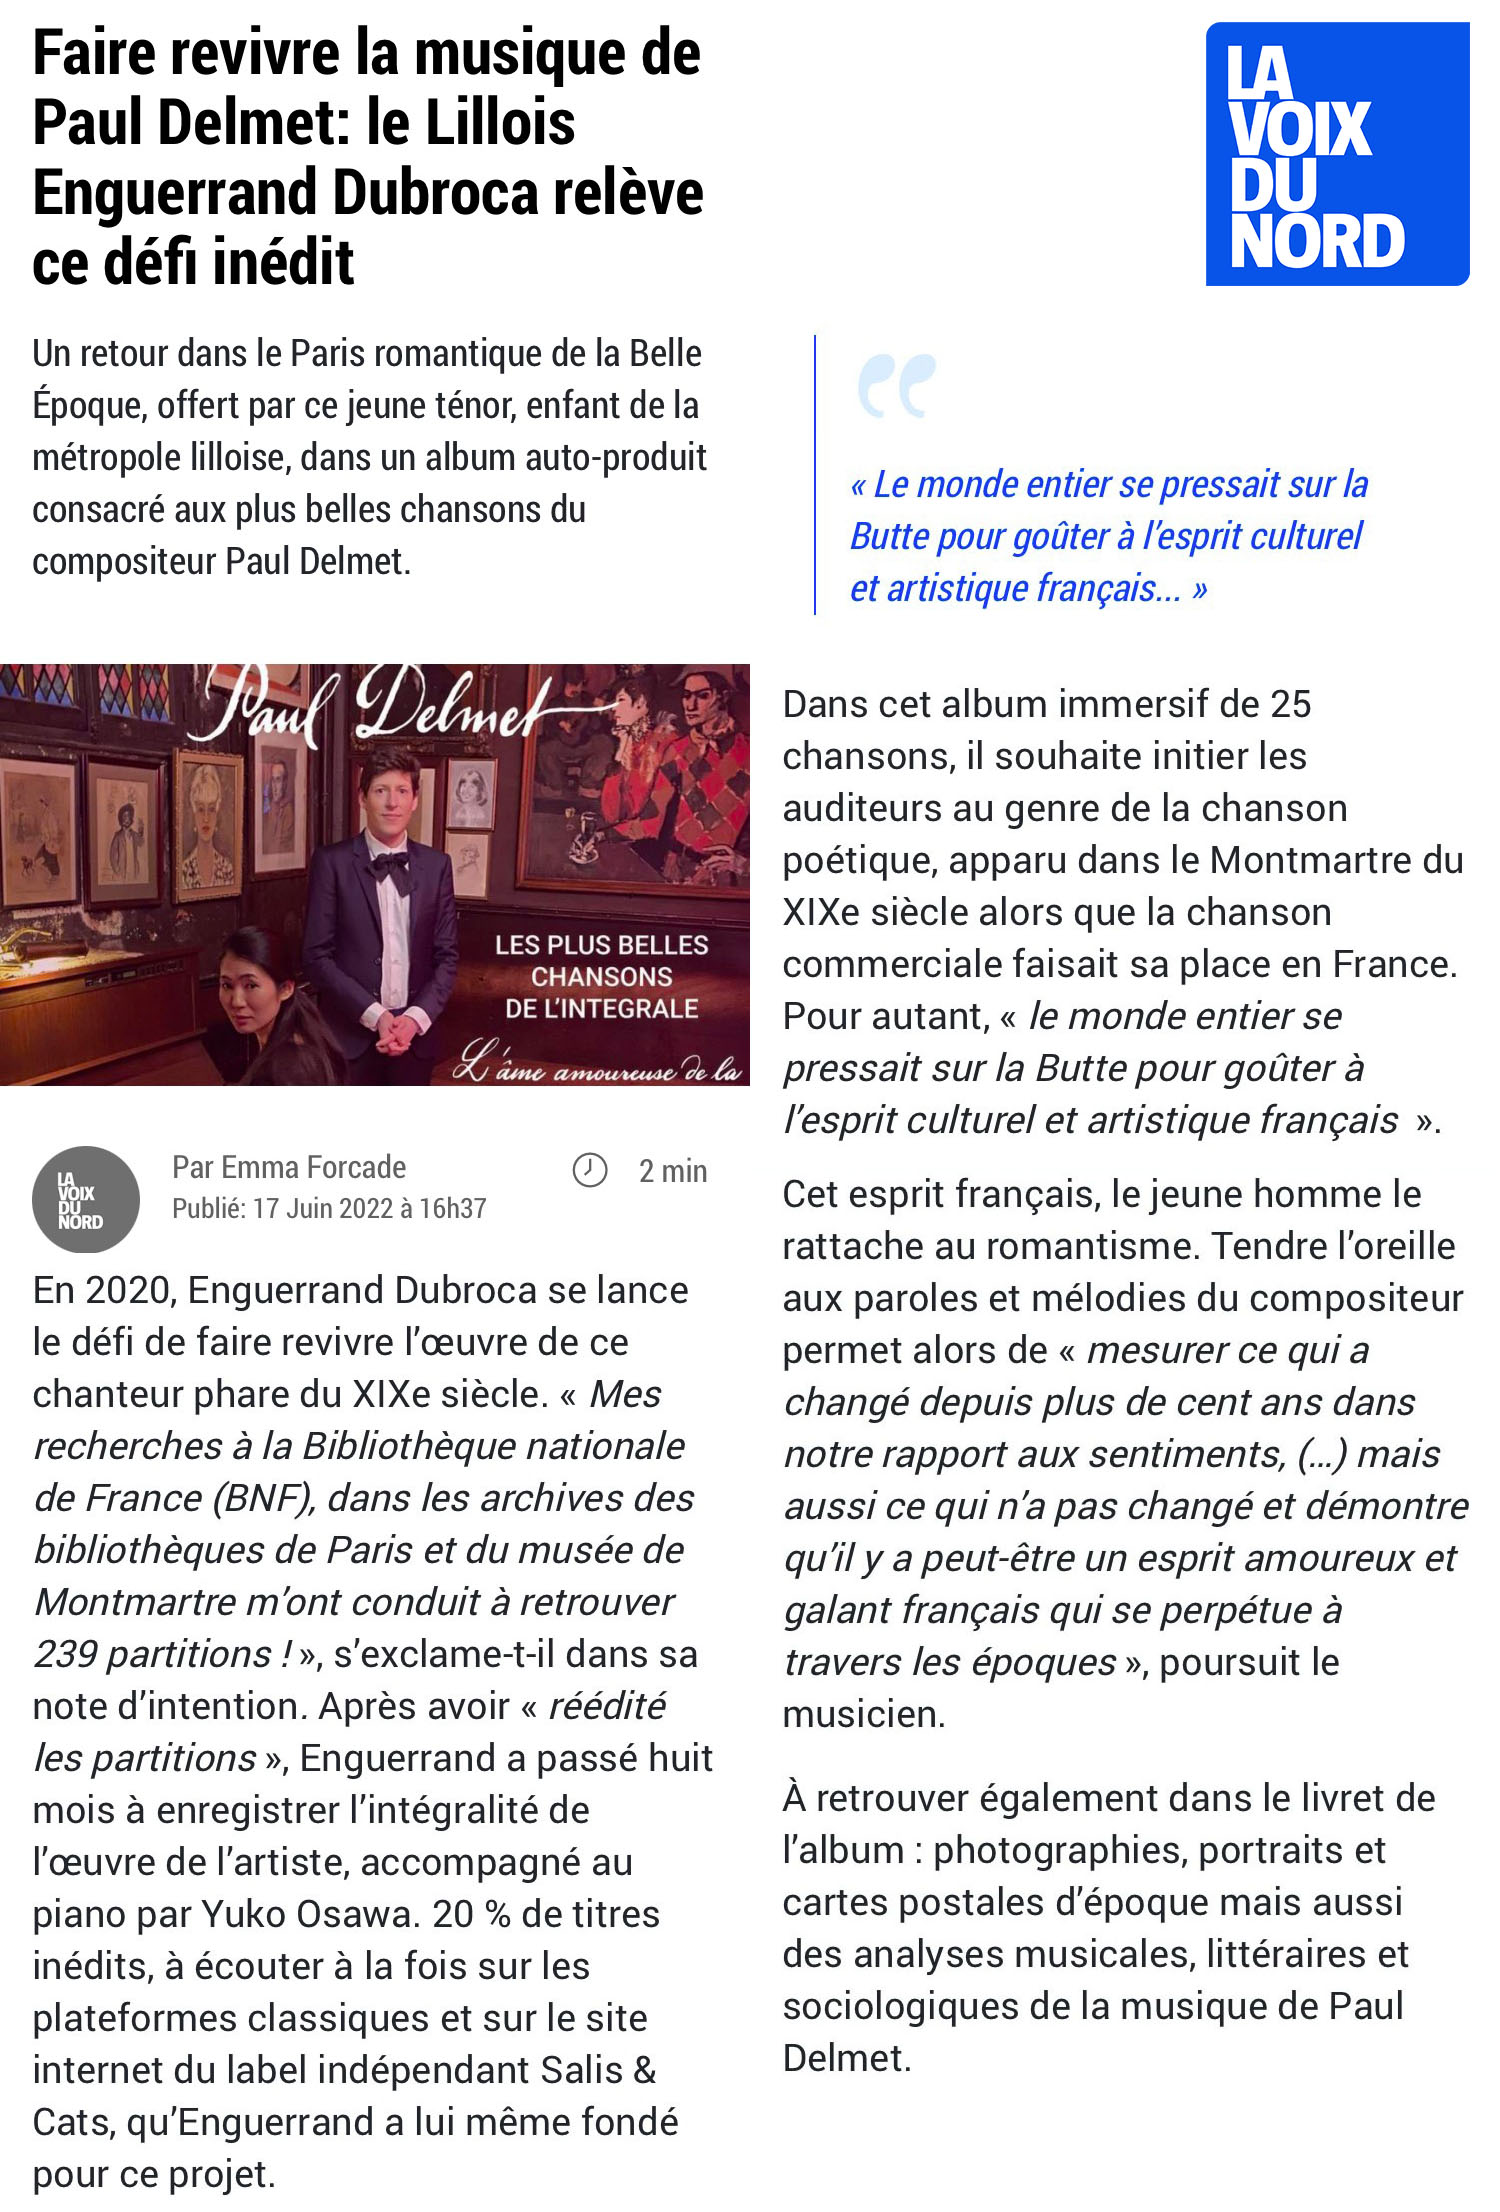 Faire revivre la musique de
Paul Delmet: le Lillois
Enguerrand Dubroca relève
ce défi inédit
LA
VOIX
DU
NORD
Un retour dans le Paris romantique de la Belle
Époque, offert par ce jeune ténor, enfant de la
métropole lilloise, dans un album auto-produit
consacré aux plus belles chansons du
compositeur Paul Delmet.
“
« Le monde entier se pressait sur la
Butte pour goûter à l’esprit culturel
et artistique français... »
Paul Delmet
LES PLUS BELLES
CHANSONS
DE L’INTEGRALE
L’âme amoureuse de la
LA
VOIX
DU
NORD
Par Emma Forcade
Publié: 17 Juin 2022 à 16h37
2 min
En 2020, Enguerrand Dubroca se lance
le défi de faire revivre l’œuvre de ce
chanteur phare du XIXe siècle. « Mes
recherches à la Bibliothèque nationale
de France (BNF), dans les archives des
bibliothèques de Paris et du musée de
Montmartre m’ont conduit à retrouver
239 partitions ! », s’exclame-t-il dans sa
note d’intention. Après avoir « réédité
les partitions », Enguerrand a passé huit
mois à enregistrer l’intégralité de
l’œuvre de l’artiste, accompagné au
piano par Yuko Osawa. 20 % de titres
inédits, à écouter à la fois sur les
plateformes classiques et sur le site
internet du label indépendant Salis &
Cats, qu’Enguerrand a lui même fondé
pour ce projet.
Dans cet album immersif de 25
chansons, il souhaite initier les
auditeurs au genre de la chanson
poétique, apparu dans le Montmartre du
XIXe siècle alors que la chanson
commerciale faisait sa place en France.
Pour autant, « le monde entier se
pressait sur la Butte pour goûter à
l’esprit culturel et artistique français ».
Cet esprit français, le jeune homme le
rattache au romantisme. Tendre l’oreille
aux paroles et mélodies du compositeur
permet alors de « mesurer ce qui a
changé depuis plus de cent ans dans
notre rapport aux sentiments, (…) mais
aussi ce qui n’a pas changé et démontre
qu’il y a peut-être un esprit amoureux et
galant français qui se perpétue à
travers les époques », poursuit le
musicien.
À retrouver également dans le livret de
l’album : photographies, portraits et
cartes postales d’époque mais aussi
des analyses musicales, littéraires et
sociologiques de la musique de Paul
Delmet.